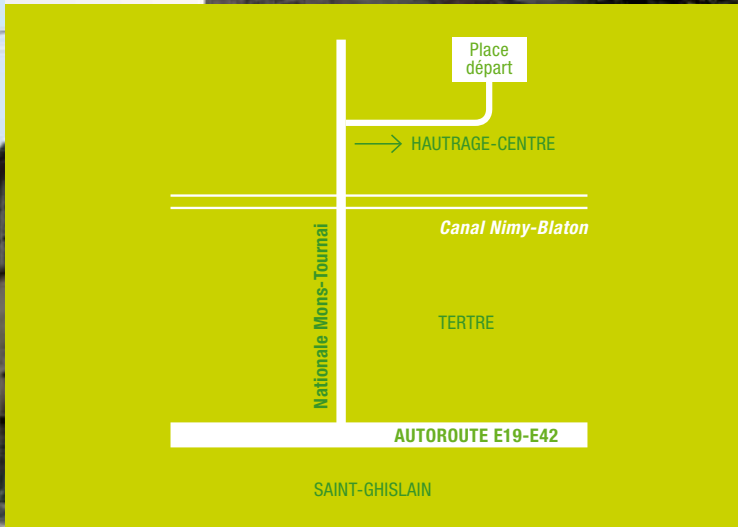 Place
départ
HAUTRAGE-CENTRE
Canal Nimy-Blaton
Nationale Mons-Tournai
TERTRE
AUTOROUTE E19-E42
SAINT-GHISLAIN